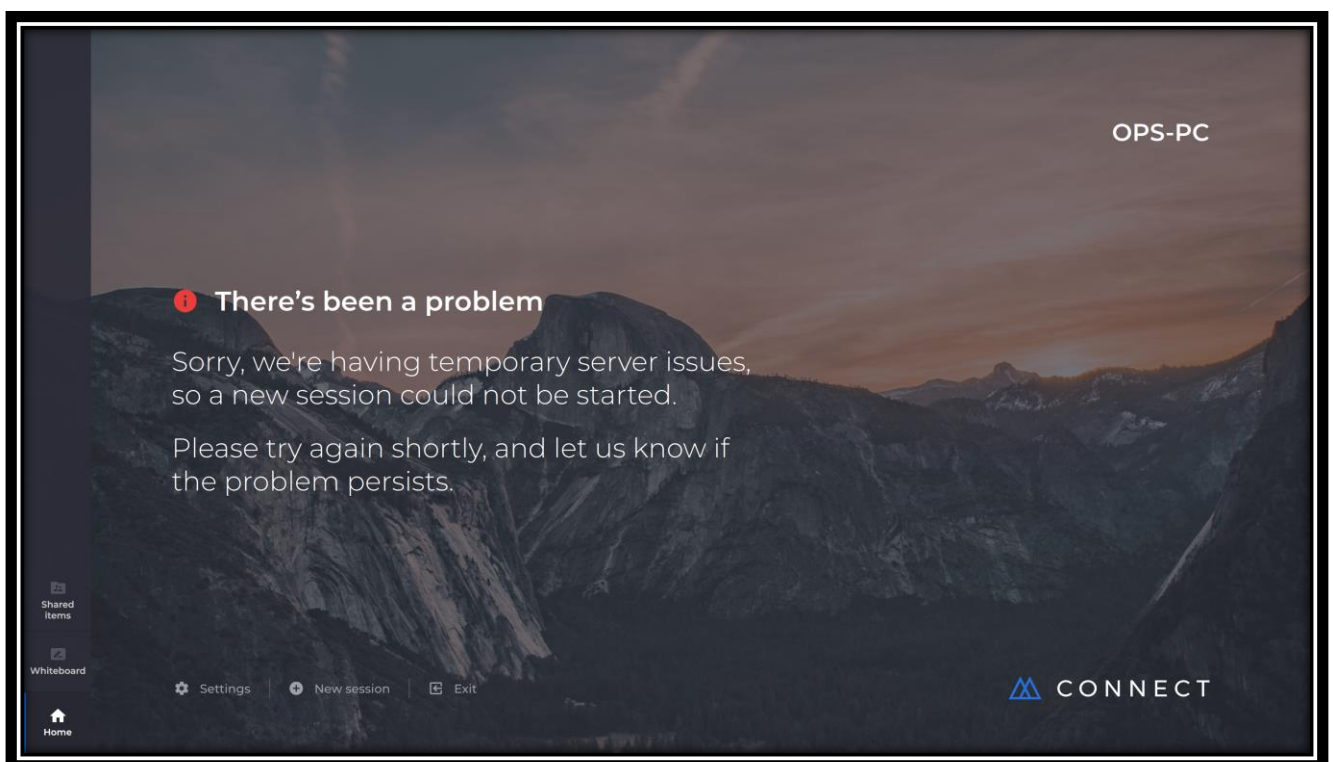 OPS-PC
There’s been a problem
Sorry, we're having temporary server issues,
so a new session could not be started.
Please try again shortly, and let us know if
the problem persists.
Shared
items
Whiteboard
Home
Settings
New session
Exit
CONNECT